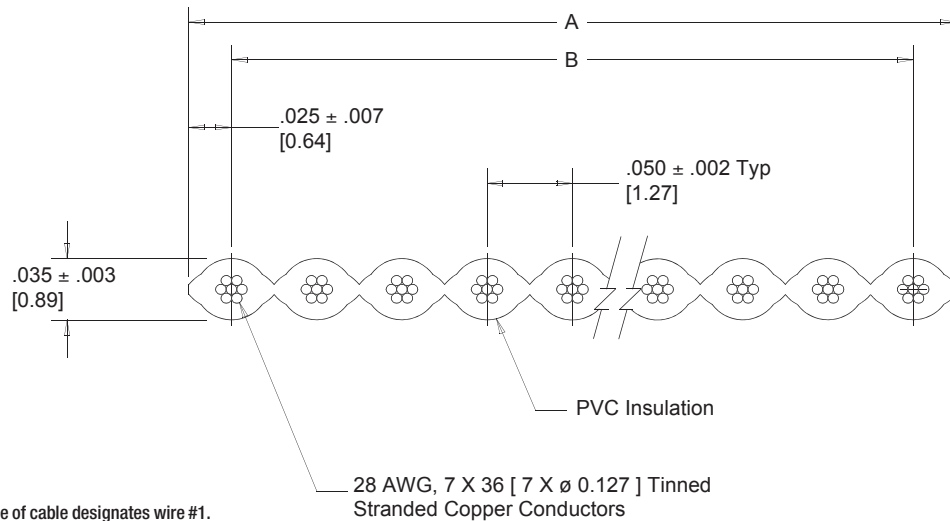 A
B
.025 ± .007
[0.64]
.050 ± .002 Typ
[1.27]
.035 ± .003
[0.89]
PVC Insulation
28 AWG, 7 X 36 [ 7 X ø 0.127 ] Tinned
Stranded Copper Conductors
e of cable designates wire #1.